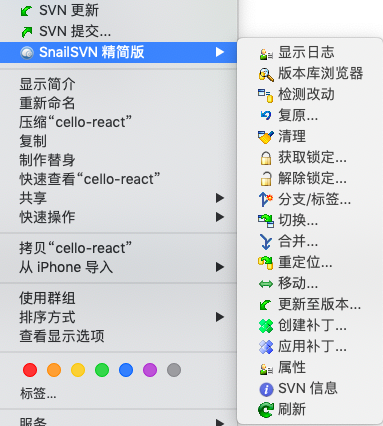 SVN 更新
SVN 提交...
SnailSVN 精简版
显示简介
重新命名
压缩“cello-react”
复制
制作替身
快速查看“cello-react”
共享
快速操作
拷贝“cello-react”
从 iPhone 导入
使用群组
排序方式
查看显示选项
标签...
服务
显示日志
版本库浏览器
检测改动
复原...
清理
获取锁定...
解除锁定...
分支/标签...
切换...
合并...
重定位...
移动...
更新至版本...
创建补丁...
应用补丁...
属性
SVN 信息
刷新